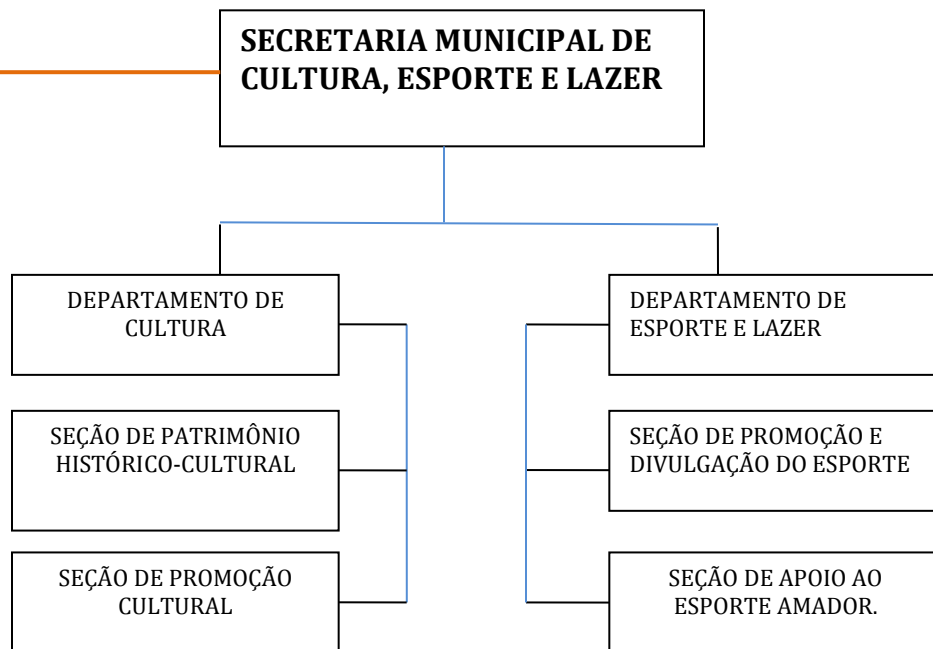 SECRETARIA MUNICIPAL DE
CULTURA, ESPORTE E LAZER
DEPARTAMENTO DE
CULTURA
DEPARTAMENTO DE
ESPORTE E LAZER
SEÇÃO DE PATRIMÔNIO
HISTÓRICO-CULTURAL
SEÇÃO DE PROMOÇÃO E
DIVULGAÇÃO DO ESPORTE
SEÇÃO DE PROMOÇÃO
CULTURAL
SEÇÃO DE APOIO AO
ESPORTE AMADOR.